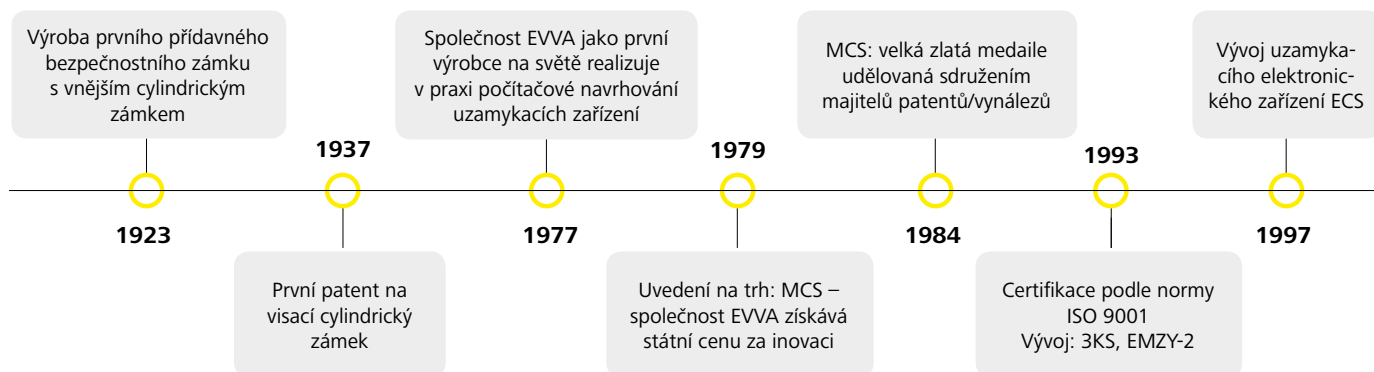 Výroba prvního přídavného
bezpečnostního zámku
s vnějším cylindrickým
zámkem
1923
1937
První patent na
visací cylindrický
zámek
Společnost EVVA jako první
výrobce na světě realizuje
v praxi počítačové navrhování
uzamykacích zařízení
1977
1979
Uvedení na trh: MCS –
společnost EVVA získává
státní cenu za inovaci
MCS: velká zlatá medaile
udělovaná sdružením
majitelů patentů/vynálezů
1984
1993
Certifikace podle normy
ISO 9001
Vývoj: 3KS, EMZY-2
Vývoj uzamyka-
cího elektronic-
kého zařízení ECS
1997